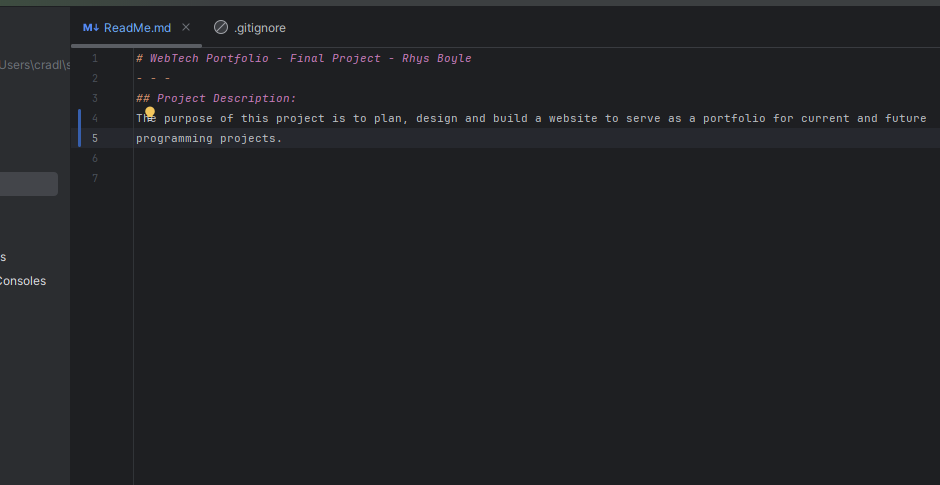 M↓ ReadMe.md × .gitignore
Users\cradl\s
1 # WebTech Portfolio - Final Project - Rhys Boyle
2 - - -
3 ## Project Description:
4 The purpose of this project is to plan, design and build a website to serve as a portfolio for current and future
5 programming projects.
6
7
s
Consoles